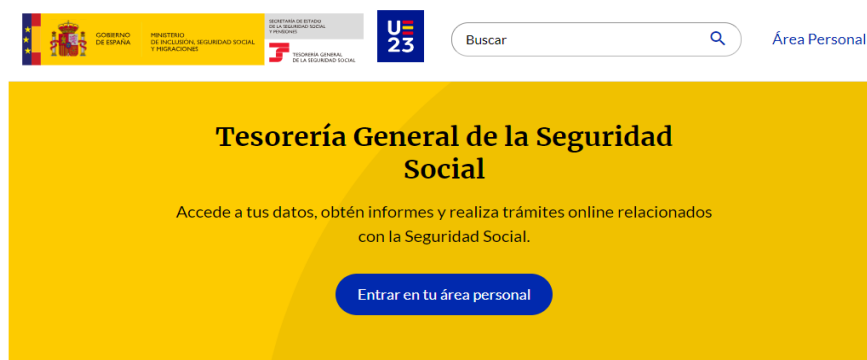 GOBIERNO
DE ESPAÑA
MINISTERIO
DE INCLUSIÓN, SEGURIDAD SOCIAL
Y MIGRACIONES
SECRETARÍA DE ESTADO
DE LA SEGURIDAD SOCIAL
Y PENSIONES
TESORERÍA GENERAL
DE LA SEGURIDAD SOCIAL
UE
23
Buscar
Área Personal
Tesorería General de la Seguridad
Social
Accede a tus datos, obtén informes y realiza trámites online relacionados
con la Seguridad Social.
Entrar en tu área personal